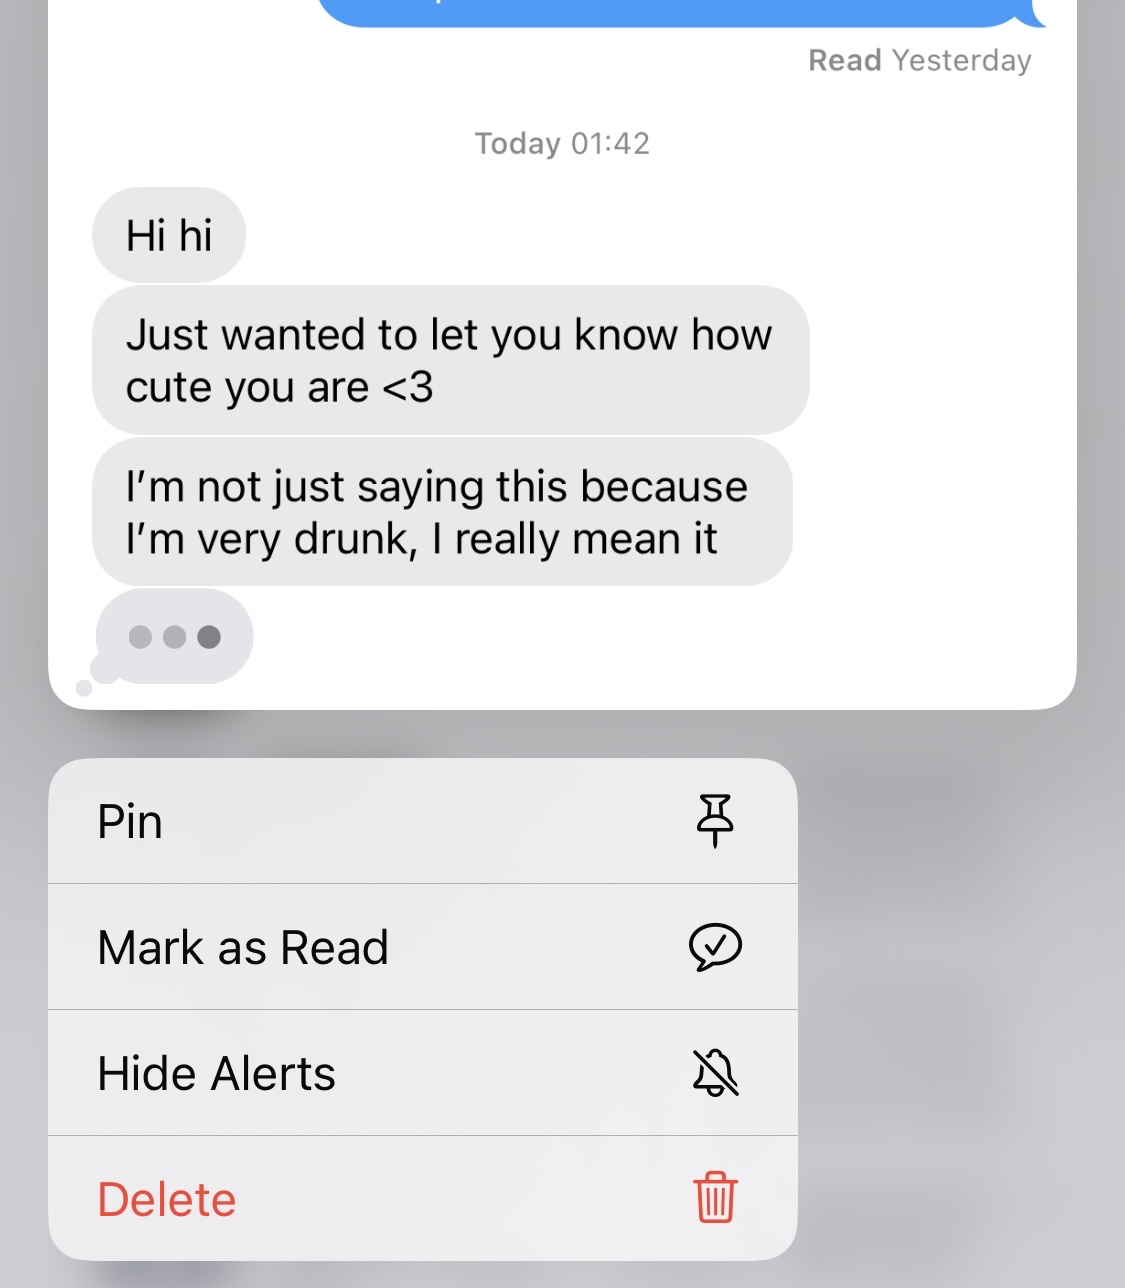 Read Yesterday
Today 01:42
Hi hi
Just wanted to let you know how
cute you are <3
I’m not just saying this because
I’m very drunk, I really mean it
Pin
Mark as Read
Hide Alerts
Delete